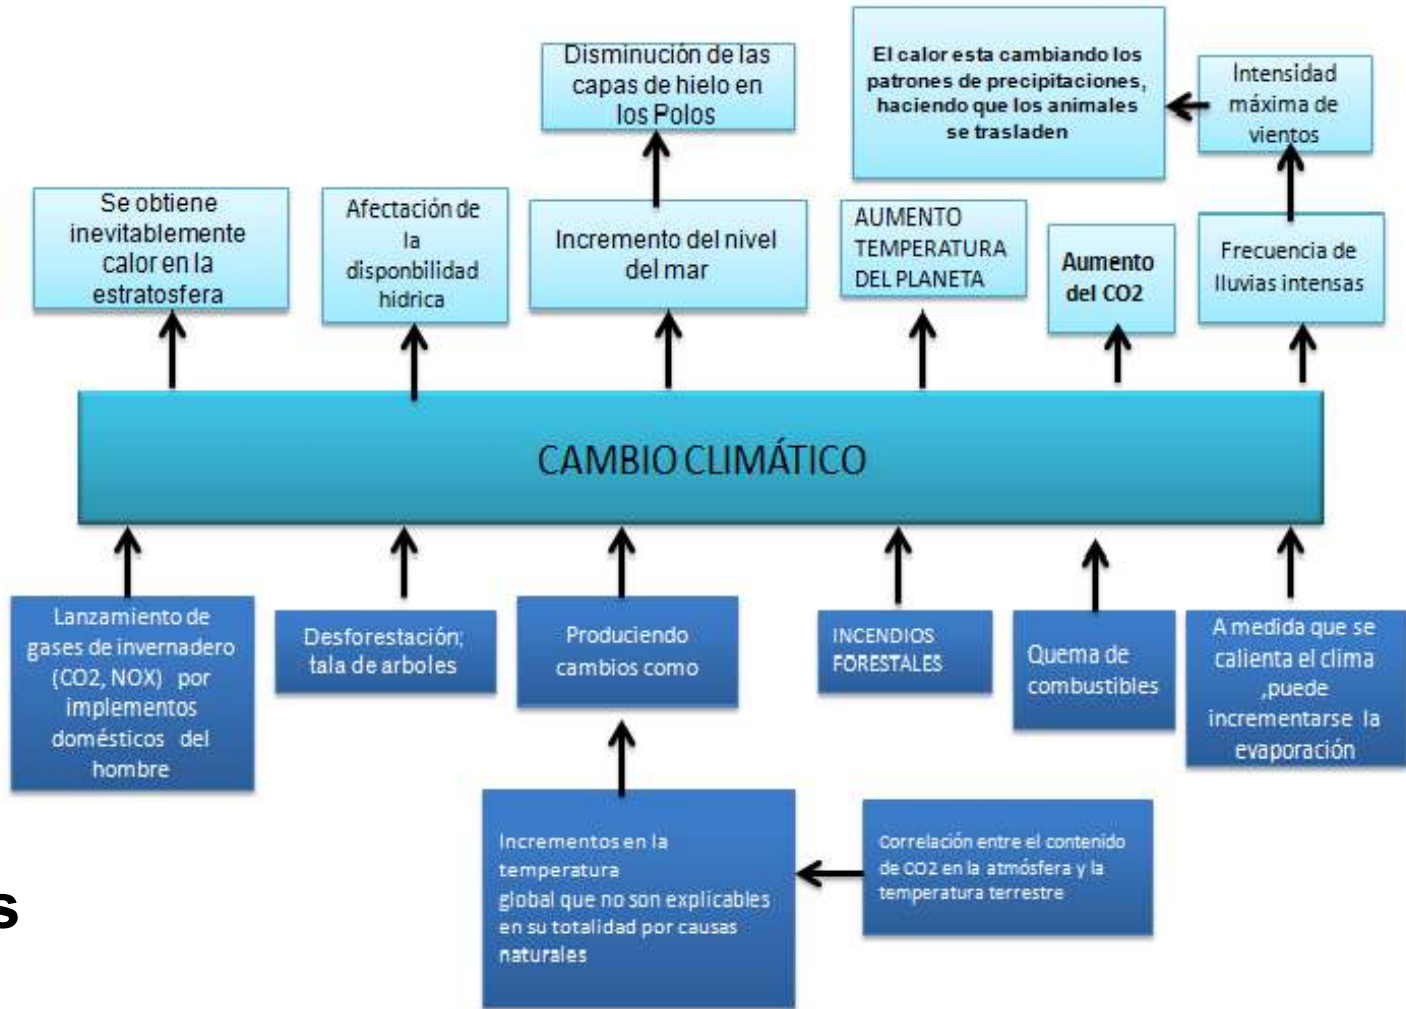 Disminución de las
capas de hielo en
los Polos
El calor esta cambiando los
patrones de precipitaciones,
haciendo que los animales
se trasladen
Intensidad
máxima de
vientos
Se obtiene
inevitablemente
calor en la
estratosfera
Afectación de
la
disponbilidad
hidrica
Incremento del nivel
del mar
AUMENTO
TEMPERATURA
DEL PLANETA
Aumento
del CO2
Frecuencia de
lluvias intensas
CAMBIO CLIMÁTICO
Lanzamiento de
gases de invernadero
(CO2, NOX) por
implementos
domésticos del
hombre
Desforestación;
tala de arboles
Produciendo
cambios como
INCENDIOS
FORESTALES
Quema de
combustibles
A medida que se
calienta el clima
,puede
incrementarse la
evaporación
Incrementos en la
temperatura
global que no son explicables
en su totalidad por causas
naturales
Correlación entre el contenido
de CO2 en la atmósfera y la
temperatura terrestre
s